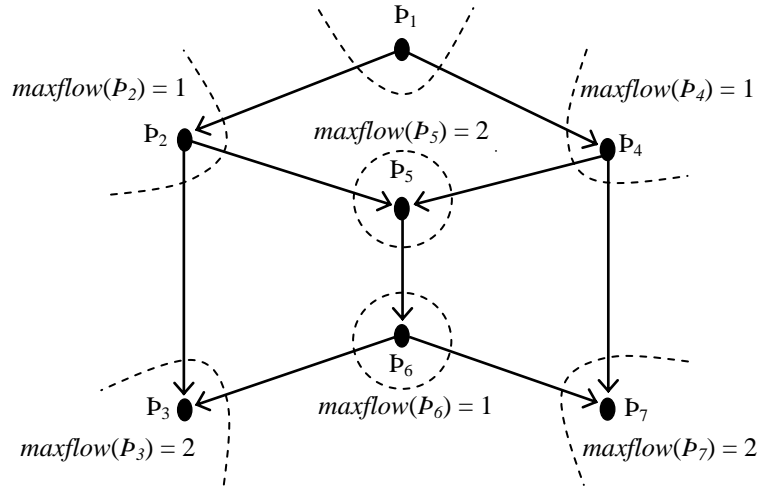 Þ₁
maxflow(Þ₂) = 1
maxflow(Þ₄) = 1
Þ₂
maxflow(Þ₅) = 2
Þ₄
Þ₅
Þ₆
Þ₃
maxflow(Þ₆) = 1
Þ₇
maxflow(Þ₃) = 2
maxflow(Þ₇) = 2